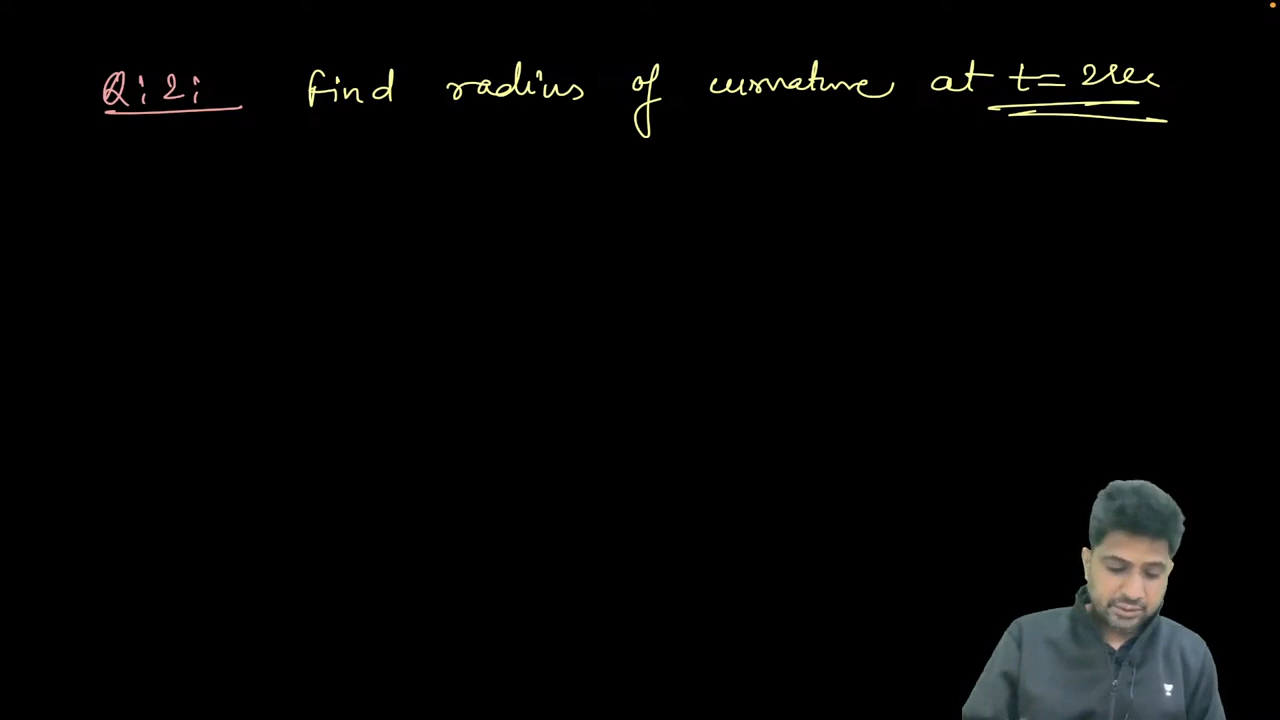 Q: 2: Find radius of curvature at t = 2sec